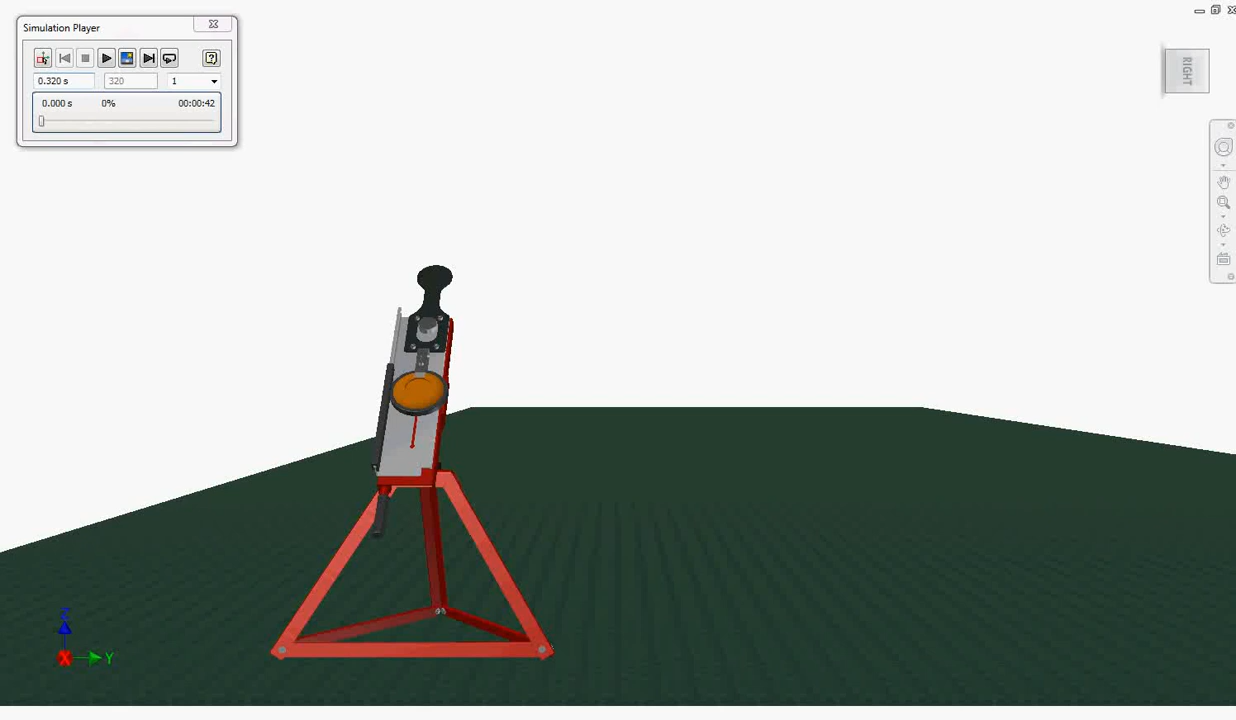 Simulation Player
0.320 s 320 1
0.000 s 0% 00:00:42
RIGHT
Z
X Y